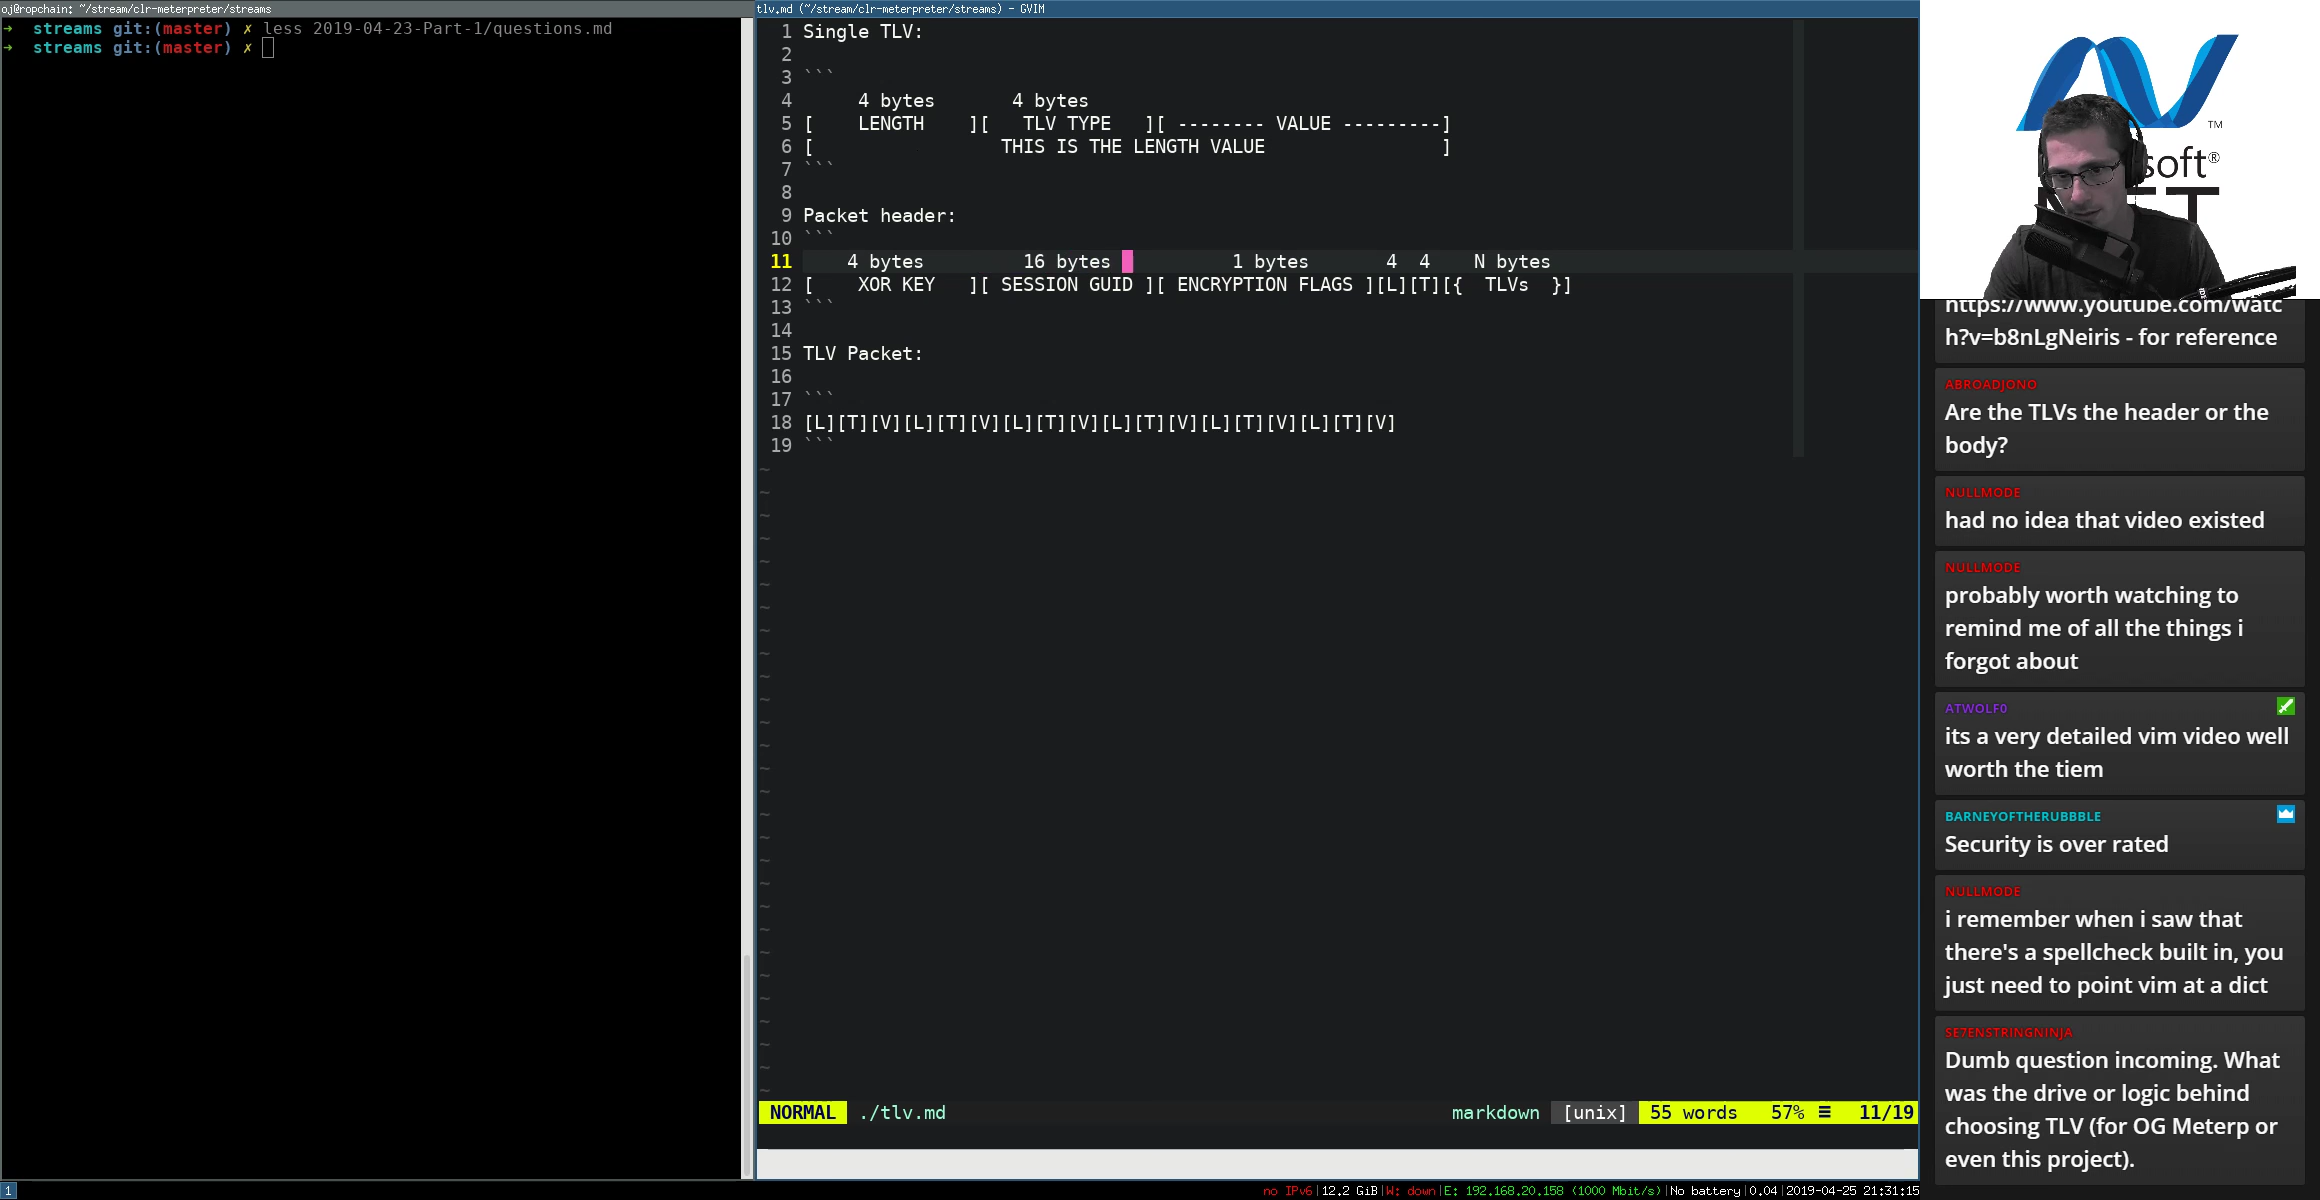 oj@ropchain: ~/stream/clr-meterpreter/streams
→ streams git:(master) ✗ less 2019-04-23-Part-1/questions.md
→ streams git:(master) ✗
tlv.md (~/stream/clr-meterpreter/streams) - GVIM
1 Single TLV:
2
3 ```
4      4 bytes       4 bytes
5 [    LENGTH    ][   TLV TYPE   ][ -------- VALUE ---------]
6 [                 THIS IS THE LENGTH VALUE                ]
7 ```
8
9 Packet header:
10 ```
11     4 bytes         16 bytes           1 bytes       4  4    N bytes
12 [    XOR KEY   ][ SESSION GUID ][ ENCRYPTION FLAGS ][L][T][{  TLVs  }]
13 ```
14
15 TLV Packet:
16
17 ```
18 [L][T][V][L][T][V][L][T][V][L][T][V][L][T][V][L][T][V]
19 ```
NORMAL ./tlv.md markdown [unix] 55 words 57% ≡ 11/19
1 no IPv6|12.2 GiB|W: down|E: 192.168.20.158 (1000 Mbit/s)|No battery|0.04|2019-04-25 21:31:15
TM
soft®
https://www.youtube.com/watc
h?v=b8nLgNeiris - for reference
ABROADJONO
Are the TLVs the header or the
body?
NULLMODE
had no idea that video existed
NULLMODE
probably worth watching to
remind me of all the things i
forgot about
ATWOLF0
its a very detailed vim video well
worth the tiem
BARNEYOFTHERUBBBLE
Security is over rated
NULLMODE
i remember when i saw that
there's a spellcheck built in, you
just need to point vim at a dict
SE7ENSTRINGNINJA
Dumb question incoming. What
was the drive or logic behind
choosing TLV (for OG Meterp or
even this project).